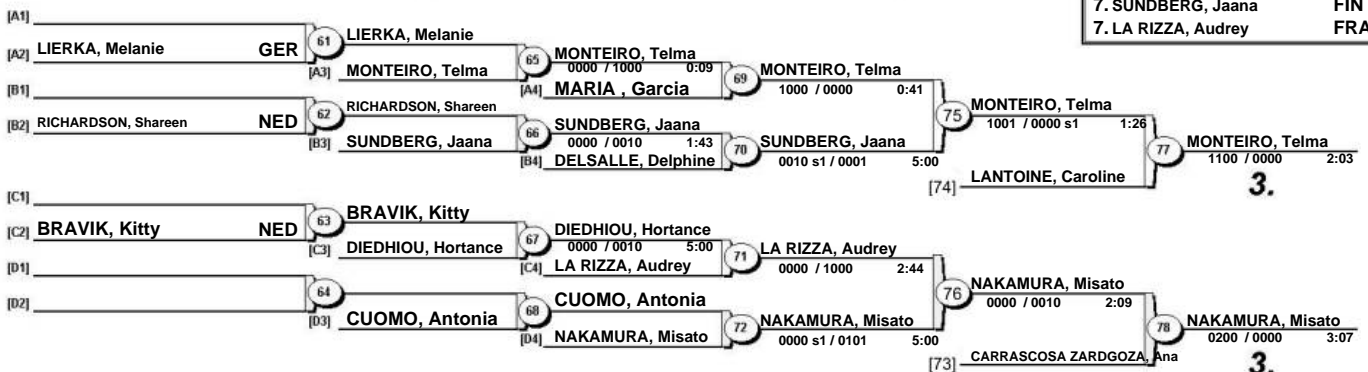 7. SUNDBERG, Jaana FIN
7. LA RIZZA, Audrey FRA
[A1]
[A2] LIERKA, Melanie GER
61 LIERKA, Melanie
[A3] MONTEIRO, Telma
65 MONTEIRO, Telma
0000 / 1000 0:09
[A4] MARIA , Garcia
69 MONTEIRO, Telma
1000 / 0000 0:41
[B1]
[B2] RICHARDSON, Shareen NED
62 RICHARDSON, Shareen
[B3] SUNDBERG, Jaana
66 SUNDBERG, Jaana
0000 / 0010 1:43
[B4] DELSALLE, Delphine
70 SUNDBERG, Jaana
0010 s1 / 0001 5:00
75 MONTEIRO, Telma
1001 / 0000 s1 1:26
[74] LANTOINE, Caroline
77 MONTEIRO, Telma
1100 / 0000 2:03
3.
[C1]
[C2] BRAVIK, Kitty NED
63 BRAVIK, Kitty
[C3] DIEDHIOU, Hortance
67 DIEDHIOU, Hortance
0000 / 0010 5:00
[C4] LA RIZZA, Audrey
71 LA RIZZA, Audrey
0000 / 1000 2:44
[D1]
[D2]
64
[D3] CUOMO, Antonia
68 CUOMO, Antonia
[D4] NAKAMURA, Misato
72 NAKAMURA, Misato
0000 s1 / 0101 5:00
76 NAKAMURA, Misato
0000 / 0010 2:09
[73] CARRASCOSA ZARDGOZA, Ana
78 NAKAMURA, Misato
0200 / 0000 3:07
3.